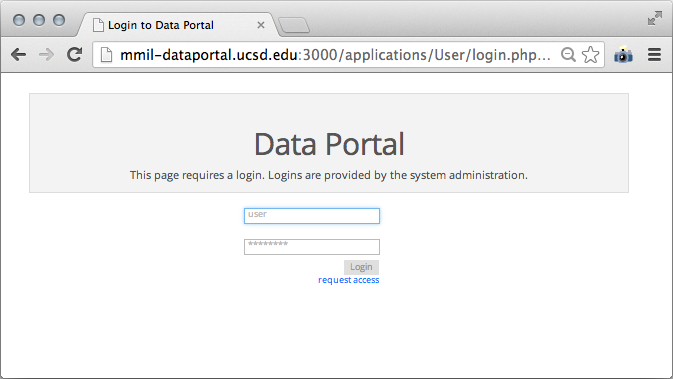 Login to Data Portal
mmil-dataportal.ucsd.edu:3000/applications/User/login.php...
Data Portal
This page requires a login. Logins are provided by the system administration.
user
********
Login
request access